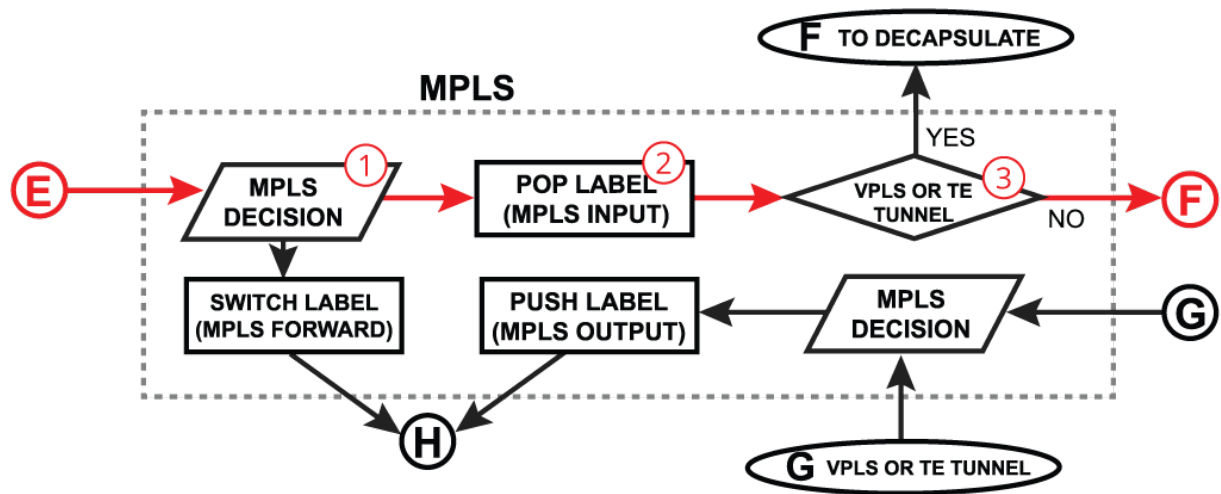 F TO DECAPSULATE
MPLS
YES
E
MPLS
DECISION
1
POP LABEL
(MPLS INPUT)
2
VPLS OR TE
TUNNEL
3
NO
F
SWITCH LABEL
(MPLS FORWARD)
PUSH LABEL
(MPLS OUTPUT)
MPLS
DECISION
G
H
G VPLS OR TE TUNNEL